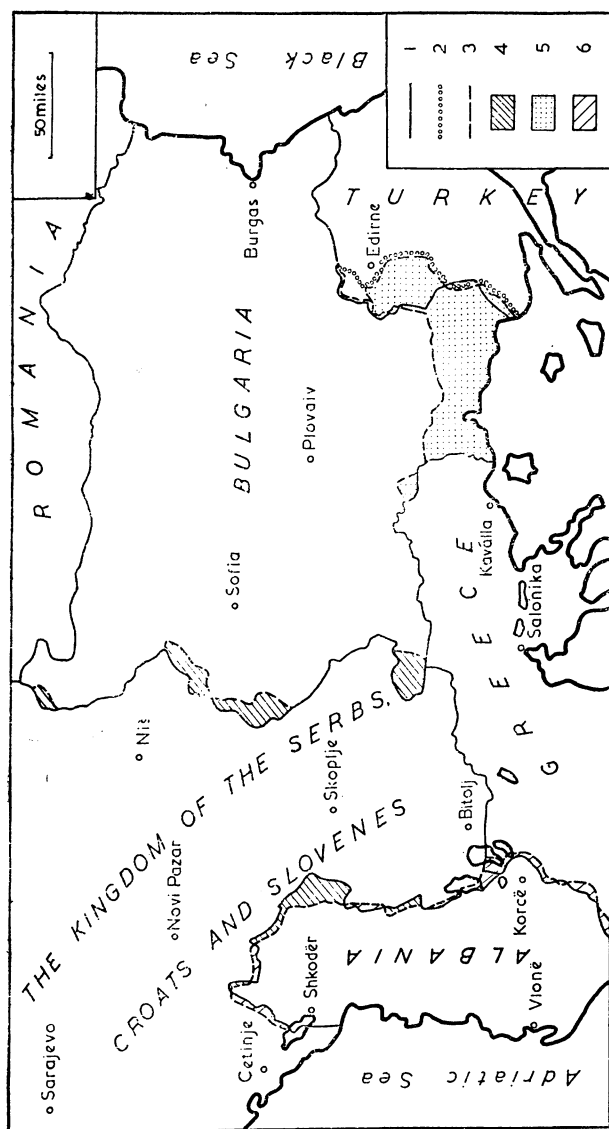 50 miles
1
2
3
4
5
6
Black Sea
ROMANIA
BULGARIA
TURKEY
Burgas
Edirne
Plovaiv
Sofia
Niš
THE KINGDOM OF THE SERBS,
CROATS AND SLOVENES
Sarajevo
Novi Pazar
Skoplje
Cetinje
Shkodër
Bitolj
GREECE
Kaválla
Salonika
ALBANIA
Korcë
Vlonë
Adriatic Sea